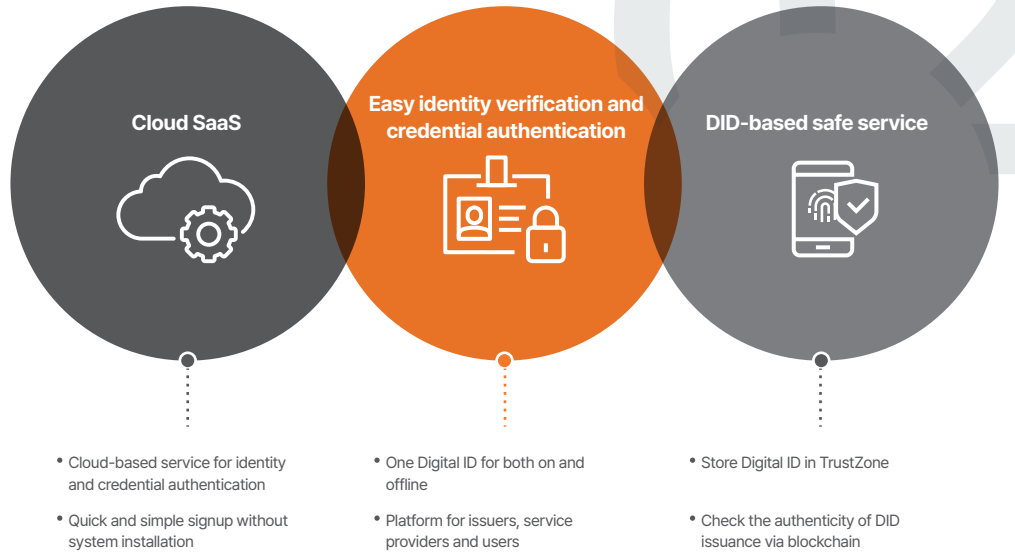 Cloud SaaS
Easy identity verification and
credential authentication
DID-based safe service
• Cloud-based service for identity
and credential authentication
• Quick and simple signup without
system installation
• One Digital ID for both on and
offline
• Platform for issuers, service
providers and users
• Store Digital ID in TrustZone
• Check the authenticity of DID
issuance via blockchain